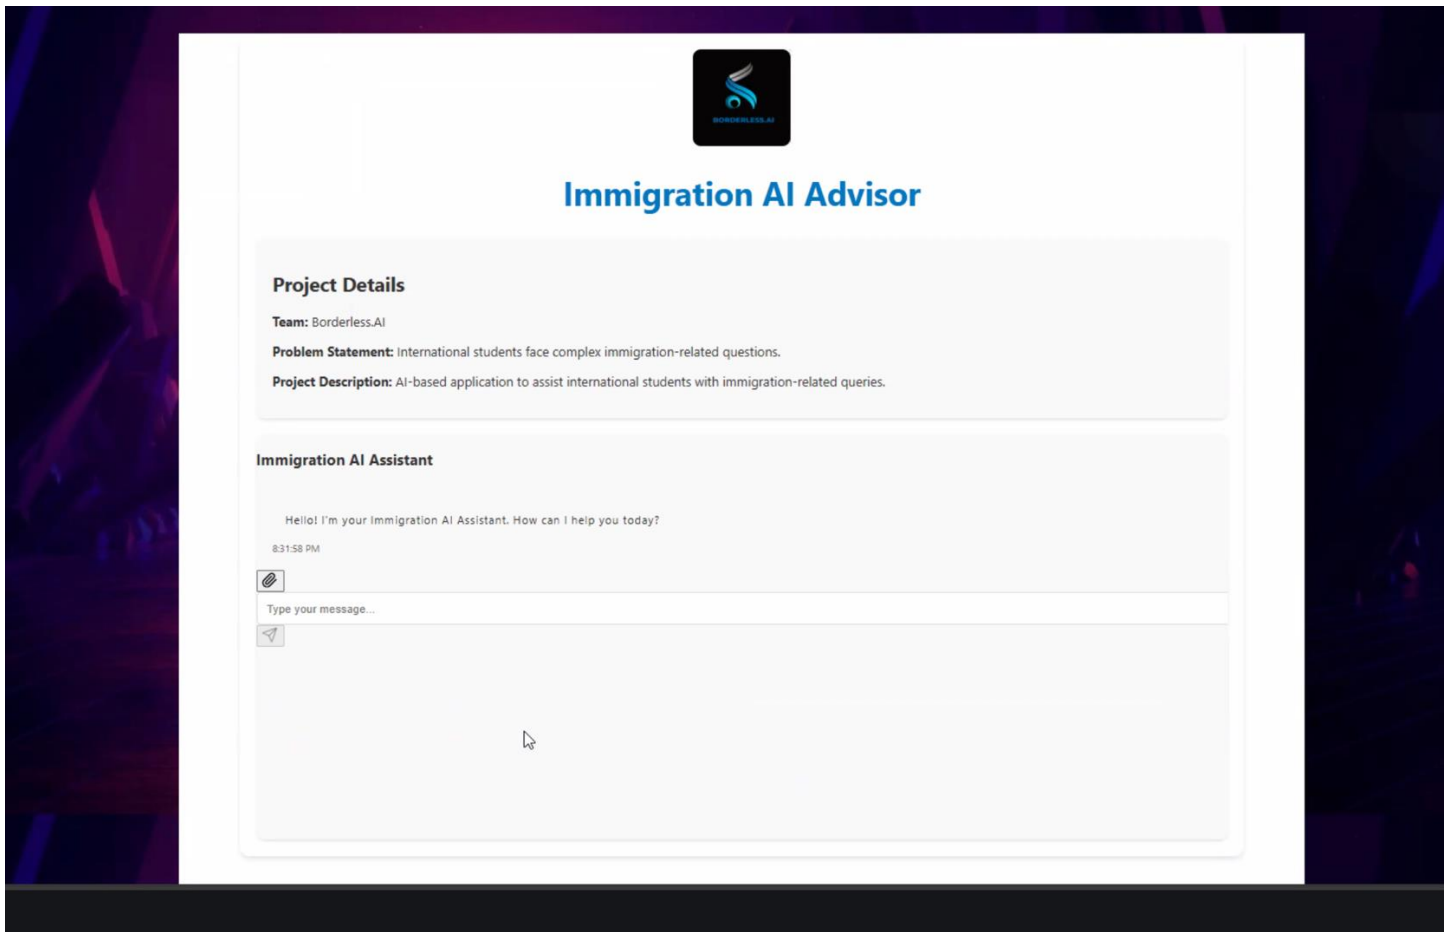 BORDERLESS.AI
Immigration AI Advisor
Project Details
Team: Borderless.AI
Problem Statement: International students face complex immigration-related questions.
Project Description: AI-based application to assist international students with immigration-related queries.
Immigration AI Assistant
Hello! I'm your Immigration AI Assistant. How can I help you today?
8:31:58 PM
Type your message...